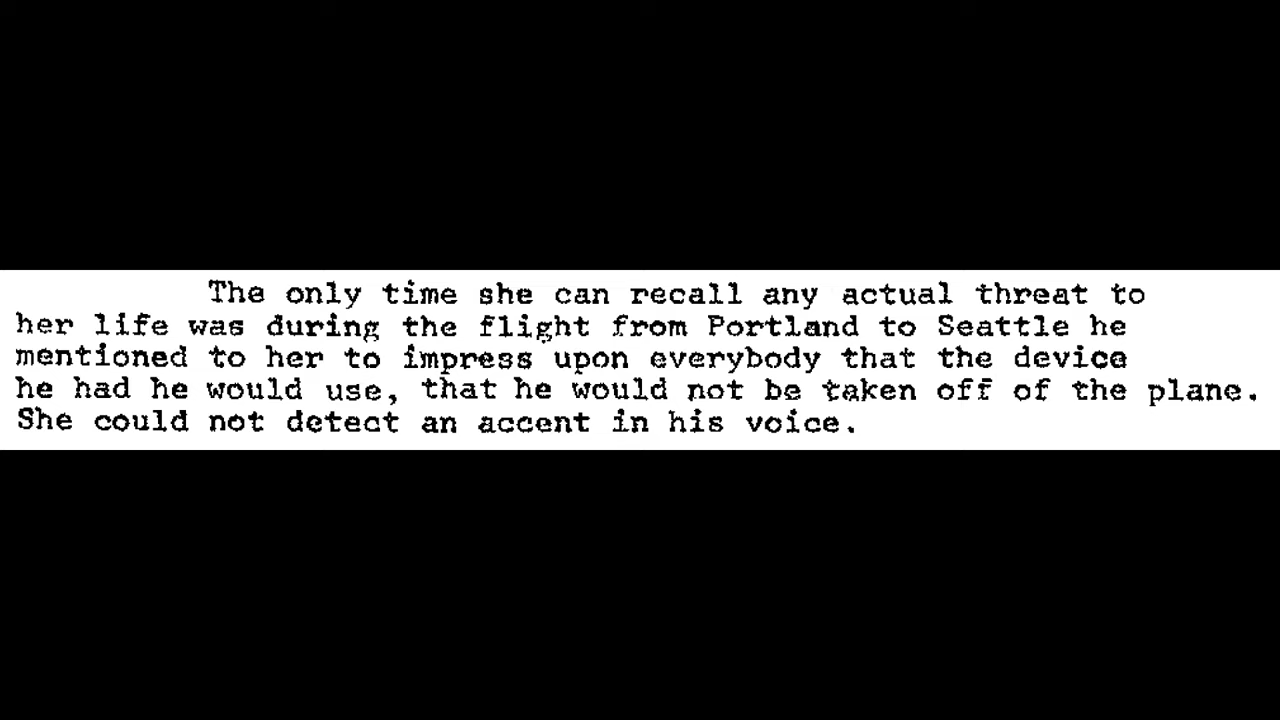 The only time she can recall any actual threat to
her life was during the flight from Portland to Seattle he
mentioned to her to impress upon everybody that the device
he had he would use, that he would not be taken off of the plane.
She could not detect an accent in his voice.